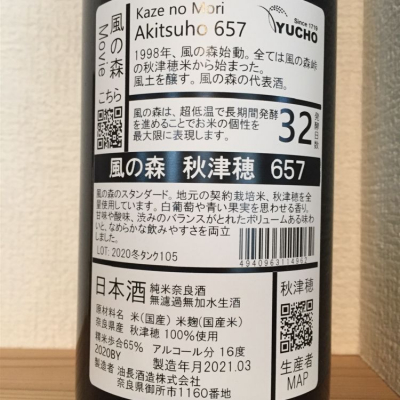 Kaze no Mori
Akitsuho 657
Since 1719
YUCHO
風の森
Movie
こちら
1998年、風の森始動。全ては風の森峠
の秋津穂米から始まった。
風土を醸す。風の森の代表酒。
風の森は、超低温で長期間発酵
を進めることでお米の個性を
最大限に表現します。
32
発酵日数
風の森 秋津穂 657
風の森のスタンダード。地元の契約栽培米、秋津穂を全
量使用しています。白葡萄や青い果実を思わせる香り。
甘味や酸味、渋みのバランスがとれたボリュームある味わ
いと、なめらかな飲みやすさを両立
しました。
LOT: 2020冬タンク105
4940963114962
日本酒
純米奈良酒
無濾過無加水生酒
原材料名 米(国産) 米麹(国産米)
奈良県産 秋津穂 100%使用
精米歩合65% アルコール分 16度
2020BY 製造年月2021.03
製造者 油長酒造株式会社
奈良県御所市1160番地
秋津穂
生産者
MAP